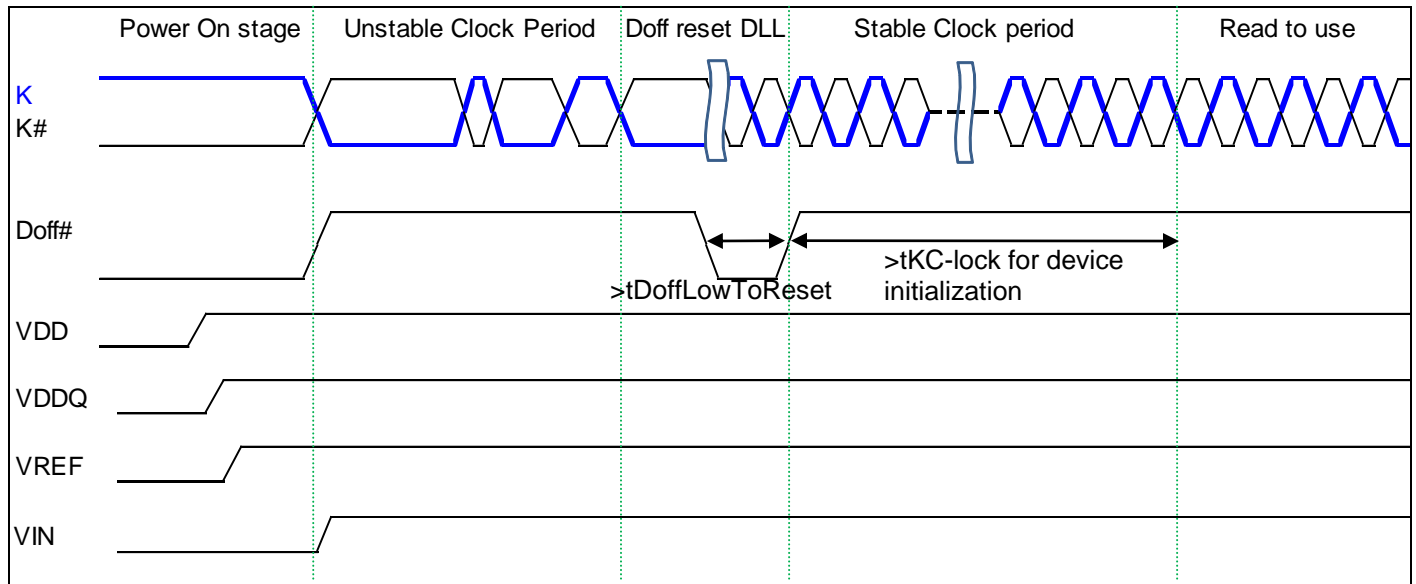 Power On stage
Unstable Clock Period
Doff reset DLL
Stable Clock period
Read to use
K
K#
Doff#
>tDoffLowToReset
>tKC-lock for device
initialization
VDD
VDDQ
VREF
VIN